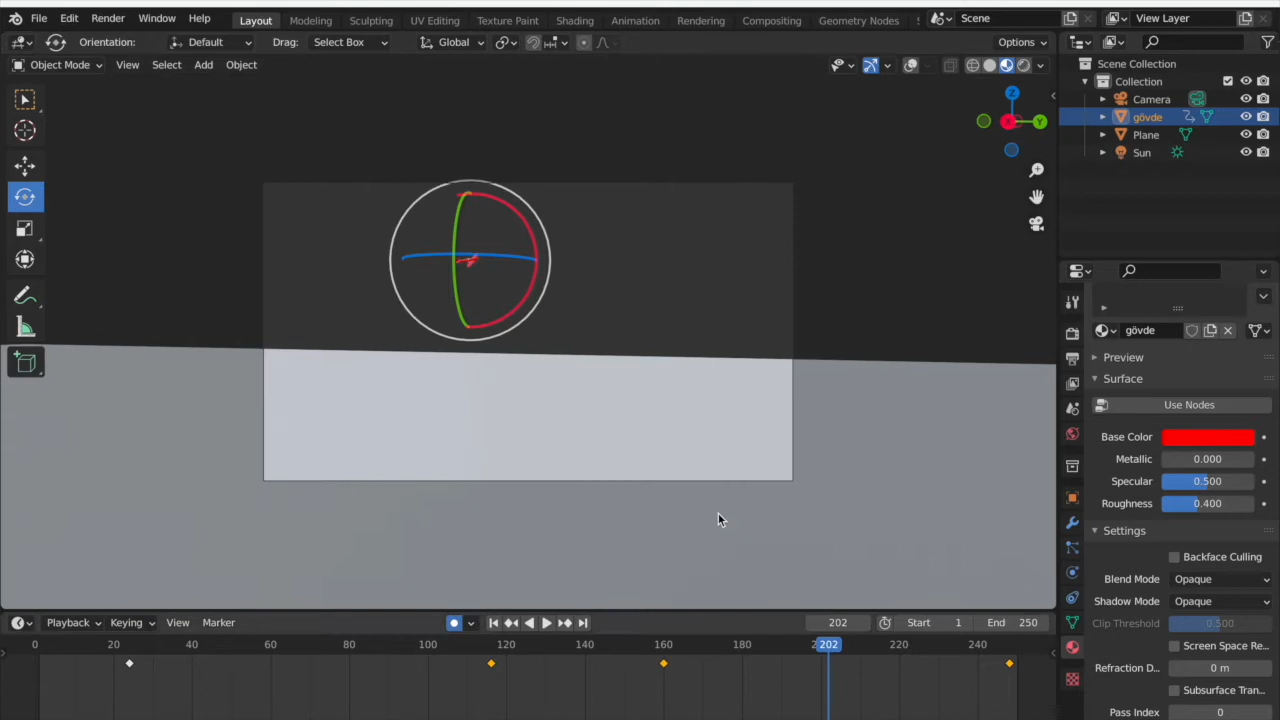 File Edit Render Window Help Layout Modeling Sculpting UV Editing Texture Paint Shading Animation Rendering Compositing Geometry Nodes Scene View Layer
Orientation: Default Drag: Select Box Global Options
Object Mode View Select Add Object
Scene Collection
Collection
Camera
gövde
Plane
Sun
Z
Y
gövde
Preview
Surface
Use Nodes
Base Color
Metallic 0.000
Specular 0.500
Roughness 0.400
Settings
Backface Culling
Blend Mode Opaque
Shadow Mode Opaque
Clip Threshold 0.500
Screen Space Re...
Refraction D... 0 m
Subsurface Tran...
Pass Index 0
Playback Keying View Marker 202 Start 1 End 250
0 20 40 60 80 100 120 140 160 180 202 220 240